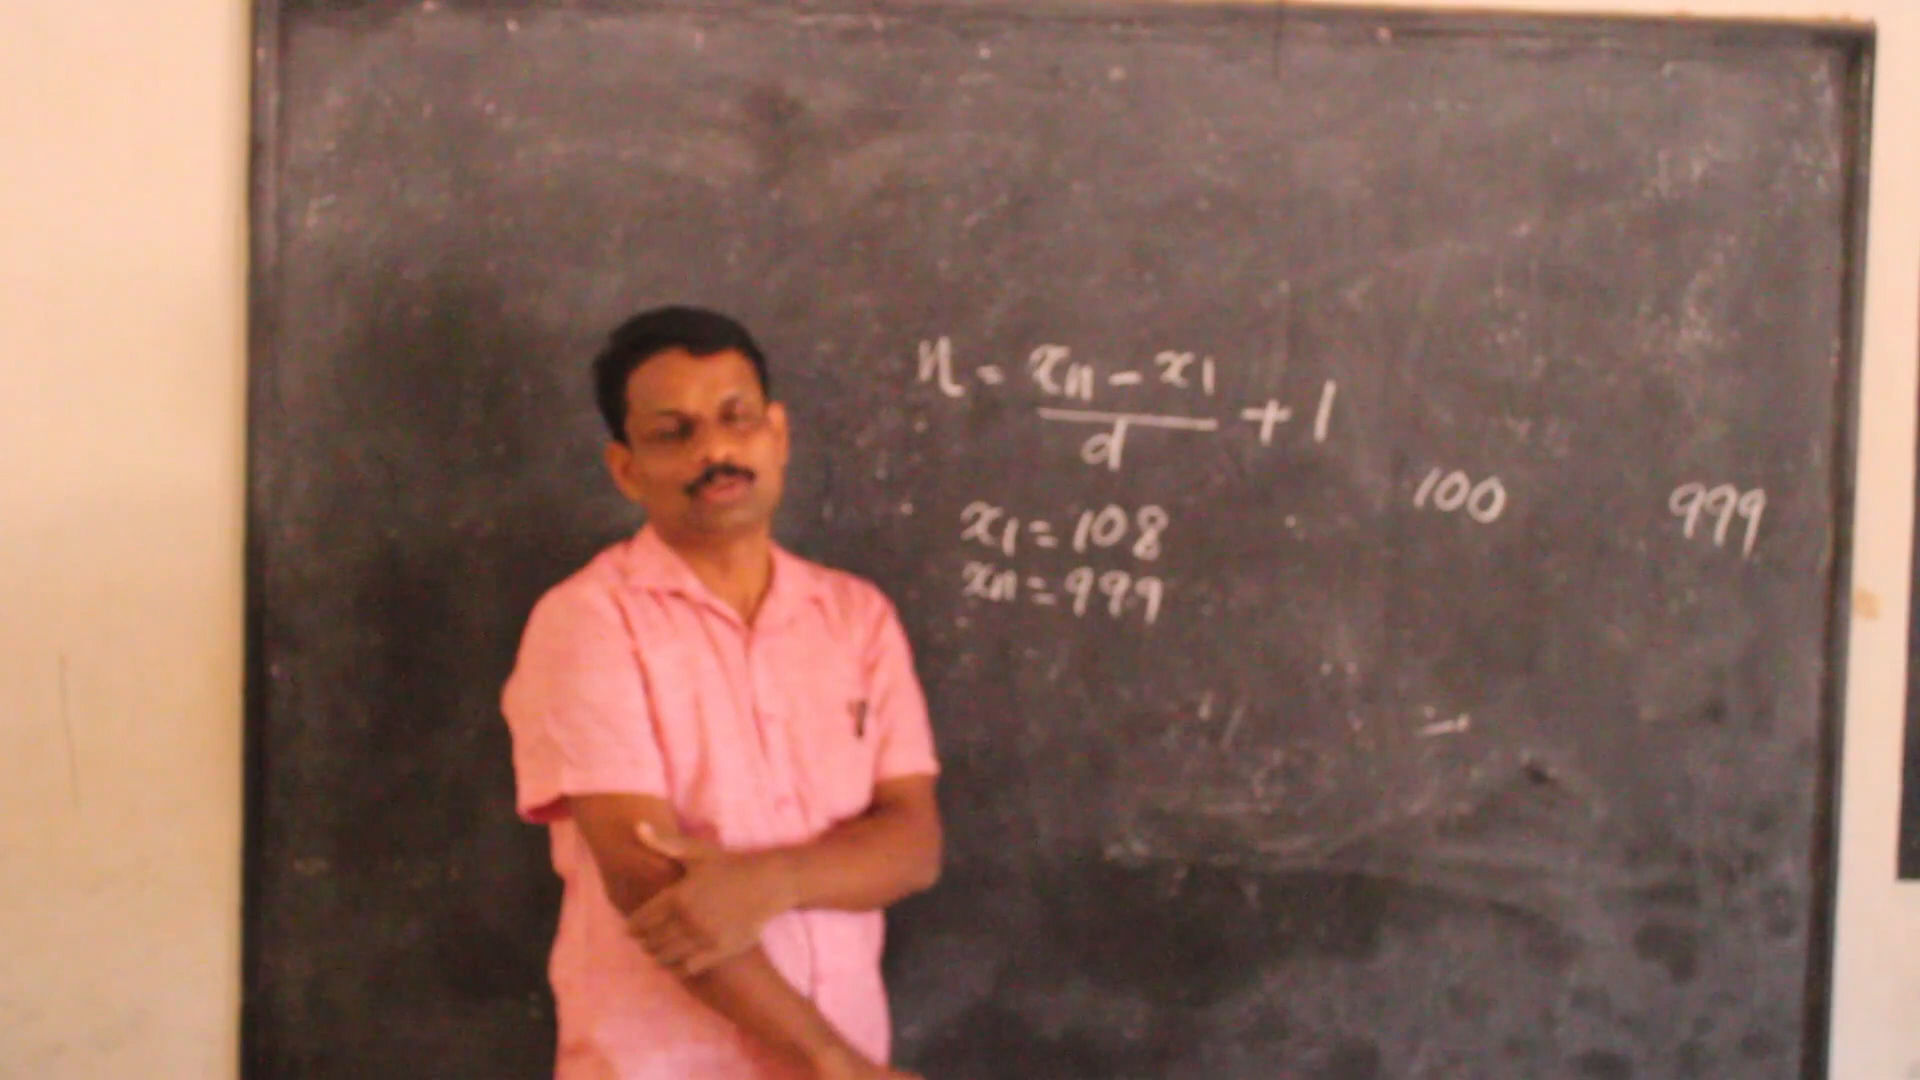 n = xn - x1 / d + 1
100 999
x1 = 108
xn = 999